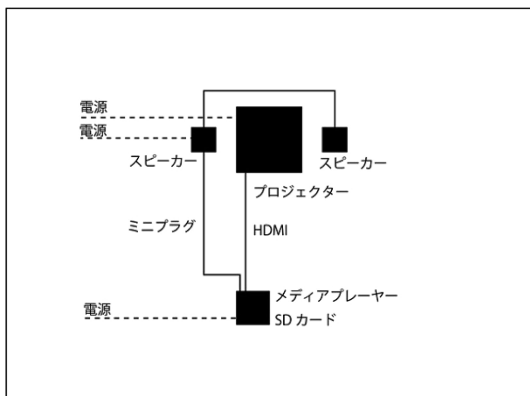 電源
電源
スピーカー
スピーカー
プロジェクター
ミニプラグ
HDMI
メディアプレーヤー
電源
SD カード